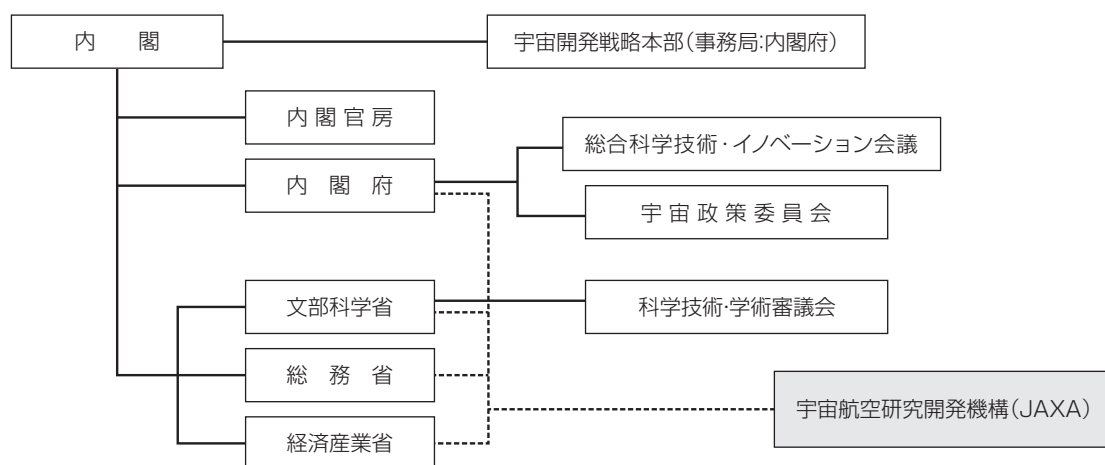 内閣
宇宙開発戦略本部(事務局:内閣府)
内閣官房
総合科学技術・イノベーション会議
内閣府
宇宙政策委員会
文部科学省
科学技術・学術審議会
総務省
宇宙航空研究開発機構(JAXA)
経済産業省